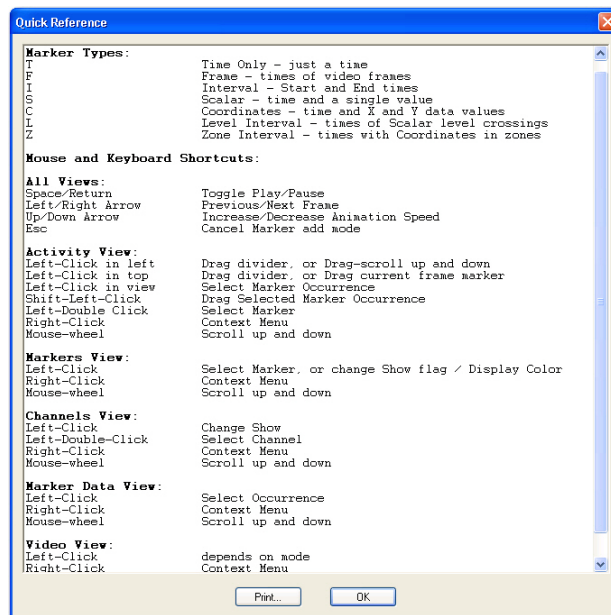 Quick Reference
Marker Types:
T Time Only - just a time
F Frame - times of video frames
I Interval - Start and End times
S Scalar - time and a single value
C Coordinates - time and X and Y data values
L Level Interval - times of Scalar level crossings
Z Zone Interval - times with Coordinates in zones
Mouse and Keyboard Shortcuts:
All Views:
Space/Return Toggle Play/Pause
Left/Right Arrow Previous/Next Frame
Up/Down Arrow Increase/Decrease Animation Speed
Esc Cancel Marker add mode
Activity View:
Left-Click in left Drag divider, or Drag-scroll up and down
Left-Click in top Drag divider, or Drag current frame marker
Left-Click in view Select Marker Occurrence
Shift-Left-Click Drag Selected Marker Occurrence
Left-Double Click Select Marker
Right-Click Context Menu
Mouse-wheel Scroll up and down
Markers View:
Left-Click Select Marker, or change Show flag / Display Color
Right-Click Context Menu
Mouse-wheel Scroll up and down
Channels View:
Left-Click Change Show
Left-Double-Click Select Channel
Right-Click Context Menu
Mouse-wheel Scroll up and down
Marker Data View:
Left-Click Select Occurrence
Right-Click Context Menu
Mouse-wheel Scroll up and down
Video View:
Left-Click depends on mode
Right-Click Context Menu
Print... OK